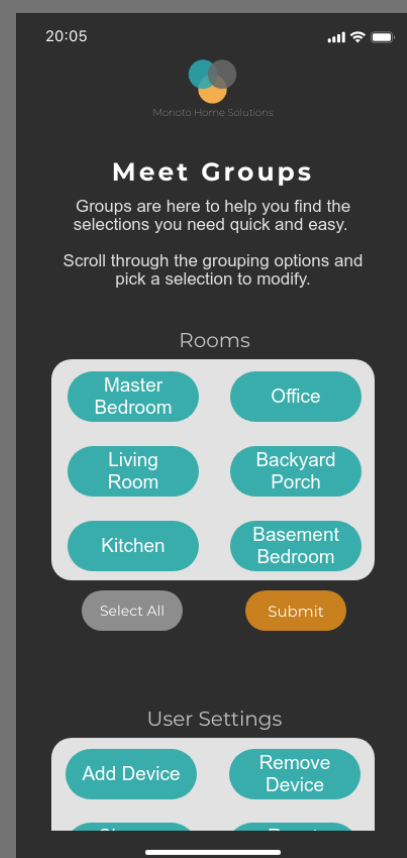 20:05
Monoto Home Solutions
Meet Groups
Groups are here to help you find the
selections you need quick and easy.
Scroll through the grouping options and
pick a selection to modify.
Rooms
Master
Bedroom
Office
Living
Room
Backyard
Porch
Kitchen
Basement
Bedroom
Select All
Submit
User Settings
Add Device
Remove
Device